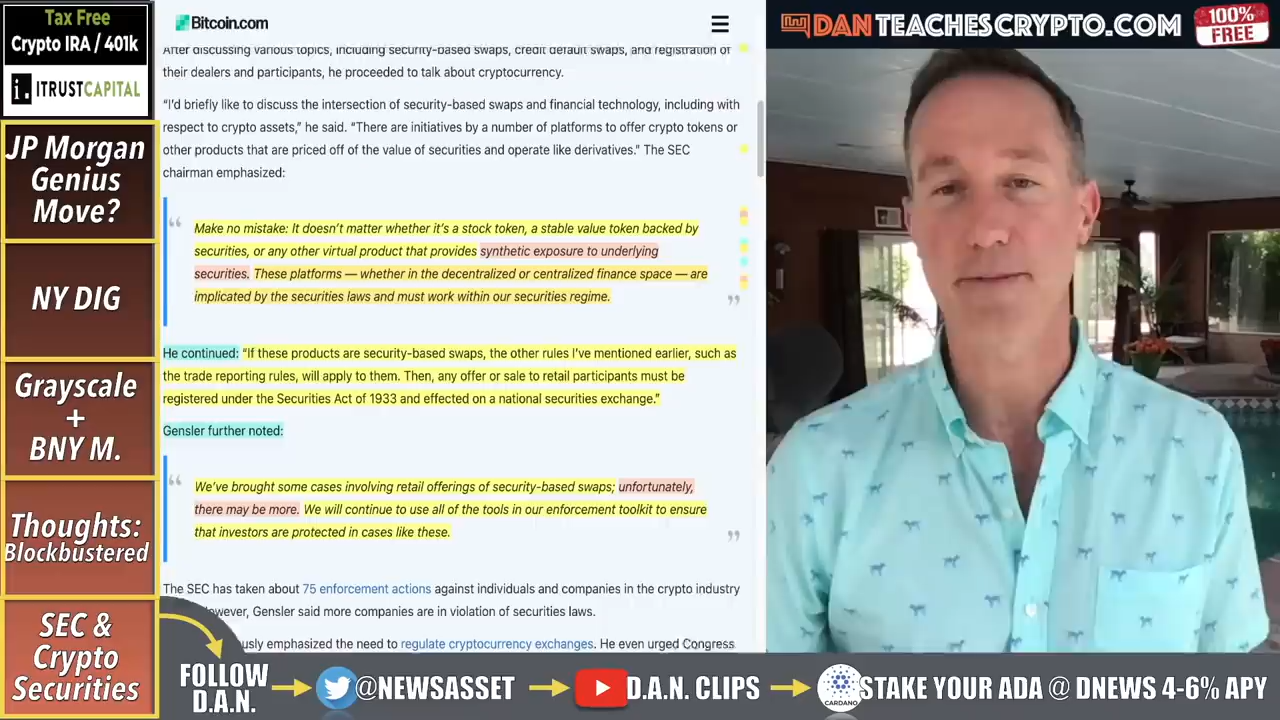 Tax Free
Crypto IRA / 401k
i. ITRUSTCAPITAL
JP Morgan
Genius
Move?
NY DIG
Grayscale
+
BNY M.
Thoughts:
Blockbustered
SEC &
Crypto
Securities
Bitcoin.com
After discussing various topics, including security-based swaps, credit default swaps, and registration of
their dealers and participants, he proceeded to talk about cryptocurrency.
“I’d briefly like to discuss the intersection of security-based swaps and financial technology, including with
respect to crypto assets,” he said. “There are initiatives by a number of platforms to offer crypto tokens or
other products that are priced off of the value of securities and operate like derivatives.” The SEC
chairman emphasized:
“ Make no mistake: It doesn’t matter whether it’s a stock token, a stable value token backed by
securities, or any other virtual product that provides synthetic exposure to underlying
securities. These platforms — whether in the decentralized or centralized finance space — are
implicated by the securities laws and must work within our securities regime. ”
He continued: “If these products are security-based swaps, the other rules I’ve mentioned earlier, such as
the trade reporting rules, will apply to them. Then, any offer or sale to retail participants must be
registered under the Securities Act of 1933 and effected on a national securities exchange.”
Gensler further noted:
“ We’ve brought some cases involving retail offerings of security-based swaps; unfortunately,
there may be more. We will continue to use all of the tools in our enforcement toolkit to ensure
that investors are protected in cases like these. ”
The SEC has taken about 75 enforcement actions against individuals and companies in the crypto industry
However, Gensler said more companies are in violation of securities laws.
emphasized the need to regulate cryptocurrency exchanges. He even urged Congress
DANTEACHESCRYPTO.COM
100%
FREE
FOLLOW
D.A.N.
@NEWSASSET
D.A.N. CLIPS
CARDANO
STAKE YOUR ADA @ DNEWS 4-6% APY